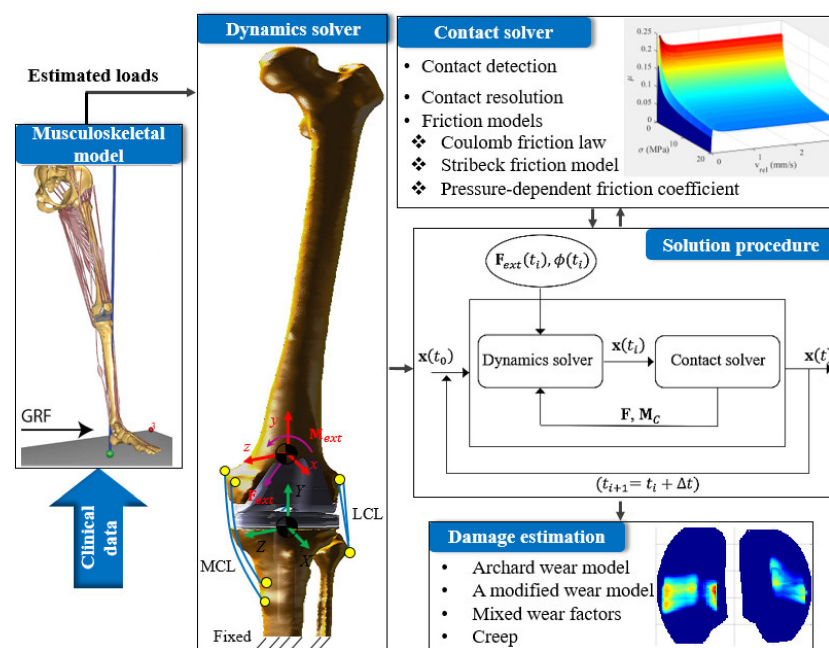 Dynamics solver
Contact solver
Estimated loads
Musculoskeletal
model
GRF
Clinical
data
y
M_ext
z
x
F_ext
Y
Z
X
LCL
MCL
Fixed
• Contact detection
• Contact resolution
• Friction models
❖ Coulomb friction law
❖ Stribeck friction model
❖ Pressure-dependent friction coefficient
0.25
0.2
0.15
0.1
0.05
0
μ
0
10
20
σ (MPa)
0
1
2
v_rel (mm/s)
Solution procedure
F_ext(t_i), ϕ(t_i)
x(t_0)
Dynamics solver
x(t_i)
Contact solver
x(t)
F, M_C
(t_{i+1}= t_i + Δt)
Damage estimation
• Archard wear model
• A modified wear model
• Mixed wear factors
• Creep